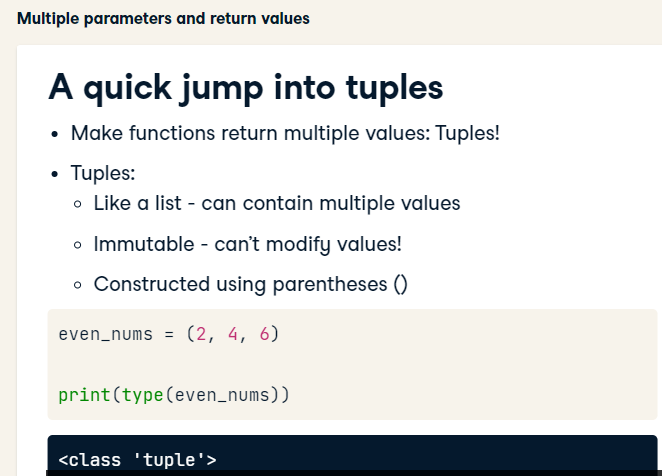 Multiple parameters and return values
A quick jump into tuples
• Make functions return multiple values: Tuples!
• Tuples:
◦ Like a list - can contain multiple values
◦ Immutable - can't modify values!
◦ Constructed using parentheses ()
even_nums = (2, 4, 6)
print(type(even_nums))
<class 'tuple'>